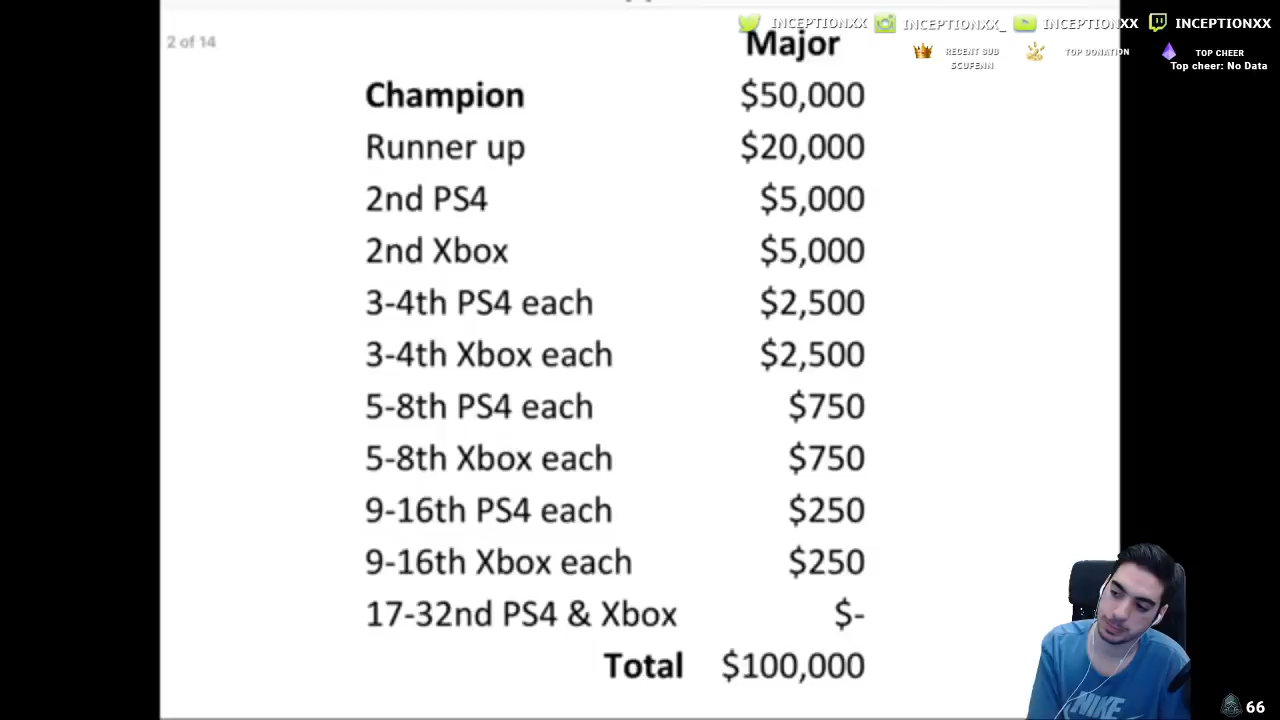 INCEPTIONXX INCEPTIONXX_ INCEPTIONXX INCEPTIONXX
2 of 14
Major
RECENT SUB
SCUFENN
TOP DONATION
TOP CHEER
Top cheer: No Data
Champion $50,000
Runner up $20,000
2nd PS4 $5,000
2nd Xbox $5,000
3-4th PS4 each $2,500
3-4th Xbox each $2,500
5-8th PS4 each $750
5-8th Xbox each $750
9-16th PS4 each $250
9-16th Xbox each $250
17-32nd PS4 & Xbox $-
Total $100,000
NIKE
66